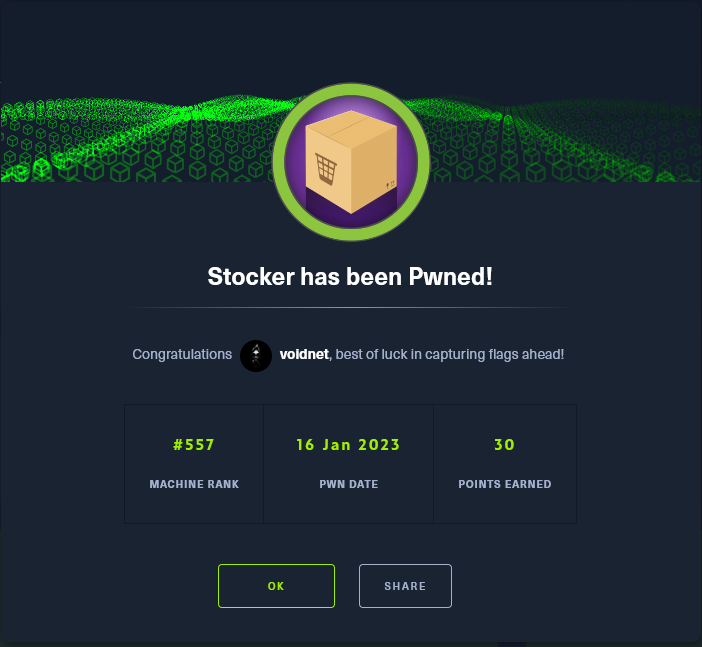 Stocker has been Pwned!
Congratulations voidnet, best of luck in capturing flags ahead!
#557 16 Jan 2023 30
MACHINE RANK PWN DATE POINTS EARNED
OK SHARE